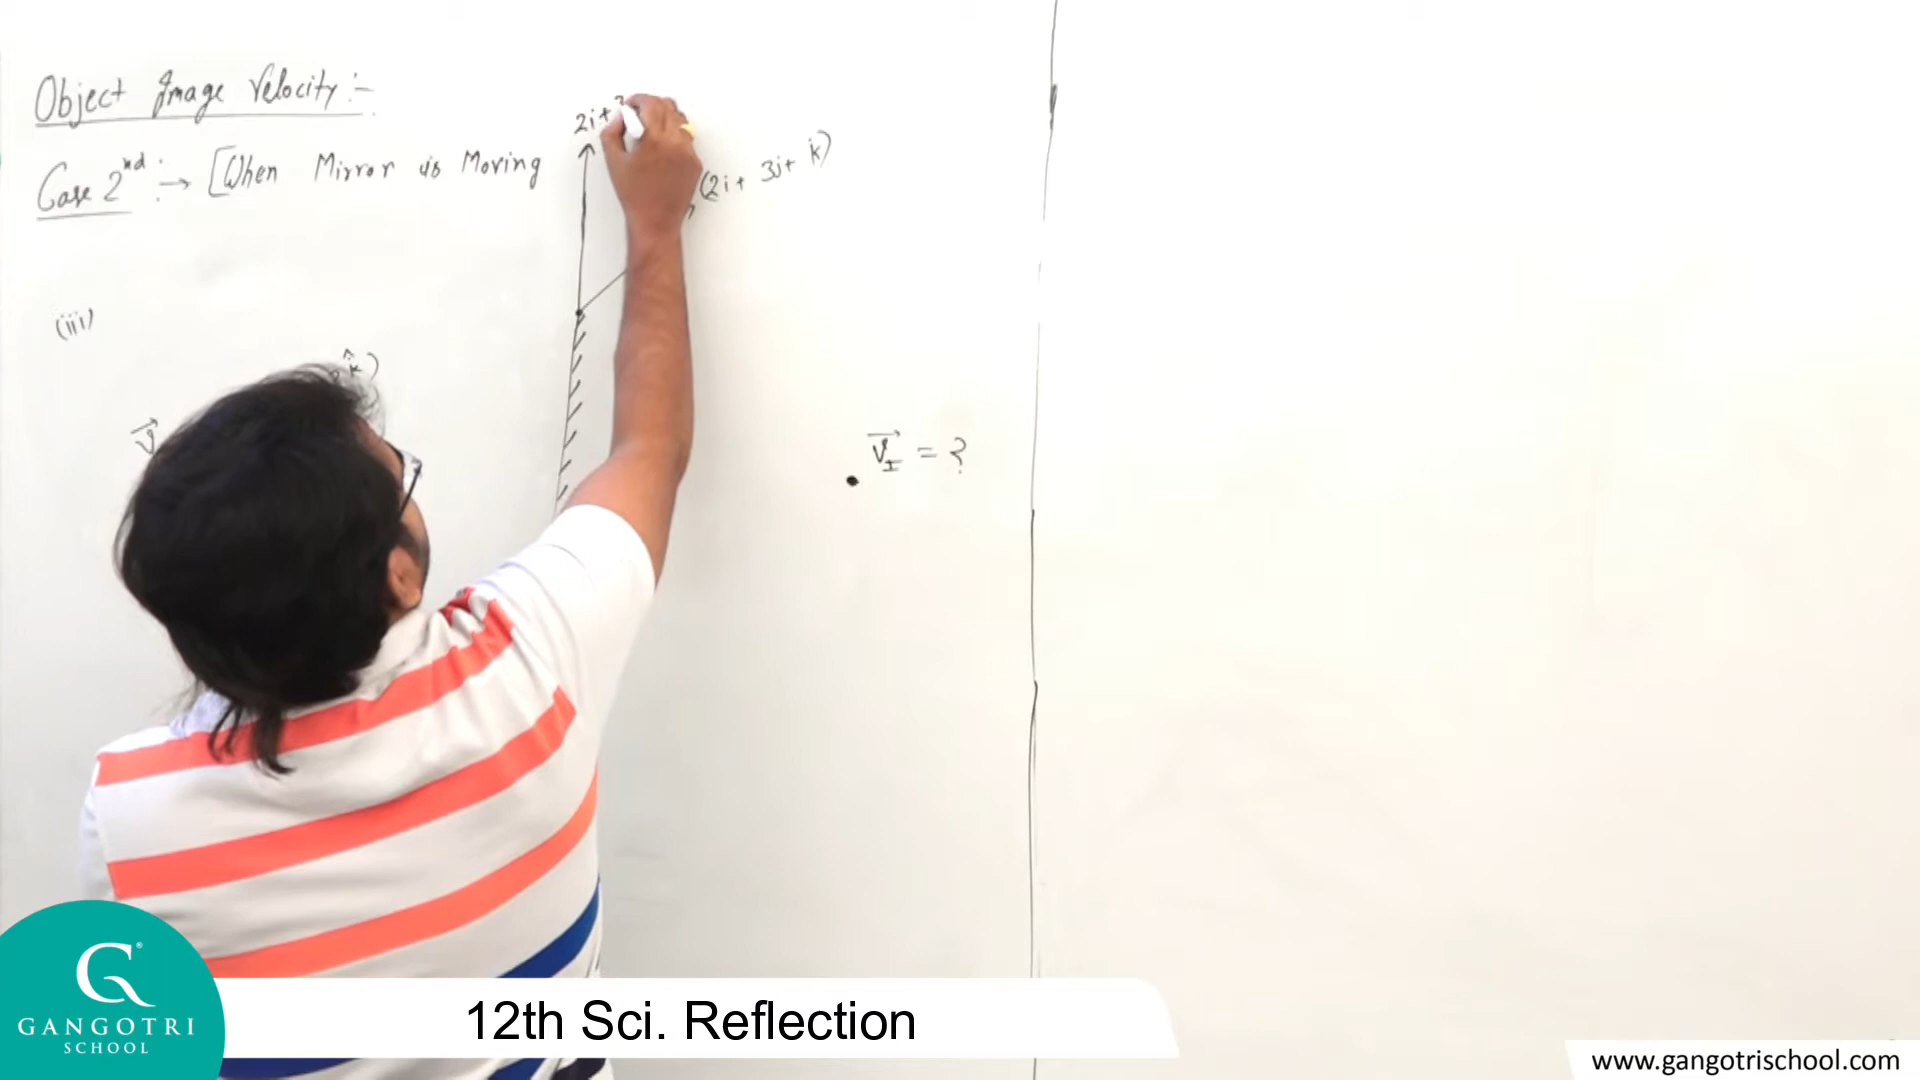 Object Image Velocity :-
Case 2nd :→ [When Mirror is Moving
2i+
(2i + 3j + k)
(iii)
k̂)
V⃗
V⃗I = ?
GANGOTRI
SCHOOL
12th Sci. Reflection
www.gangotrischool.com